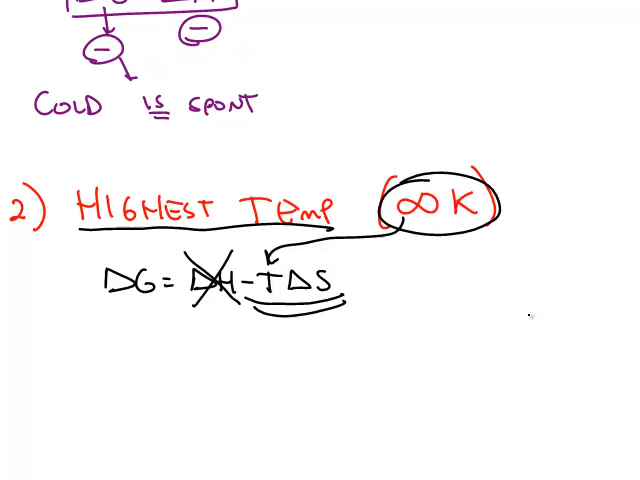 −
−
COLD IS SPONT
2) HIGHEST TEMP (∞ K)
ΔG = ΔH - TΔS